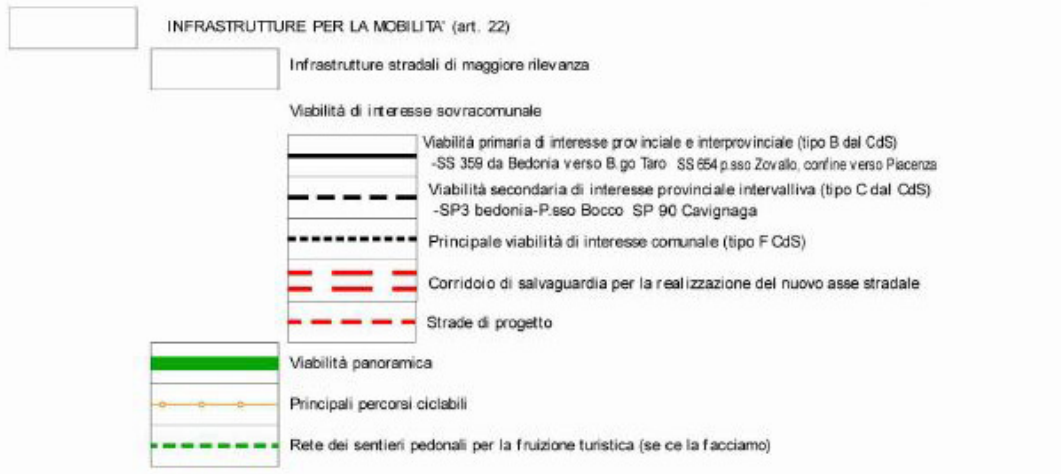 INFRASTRUTTURE PER LA MOBILITA' (art. 22)
Infrastrutture stradali di maggiore rilevanza
Viabilità di interesse sovracomunale
Viabilità primaria di interesse provinciale e interprovinciale (tipo B dal CdS)
-SS 359 da Bedonia verso B.go Taro SS 654 p.sso Zovallo, confine verso Piacenza
Viabilità secondaria di interesse provinciale intervalliva (tipo C dal CdS)
-SP3 bedonia-P.sso Bocco SP 90 Cavignaga
Principale viabilità di interesse comunale (tipo F CdS)
Corridoio di salvaguardia per la realizzazione del nuovo asse stradale
Strade di progetto
Viabilità panoramica
Principali percorsi ciclabili
Rete dei sentieri pedonali per la fruizione turistica (se ce la facciamo)